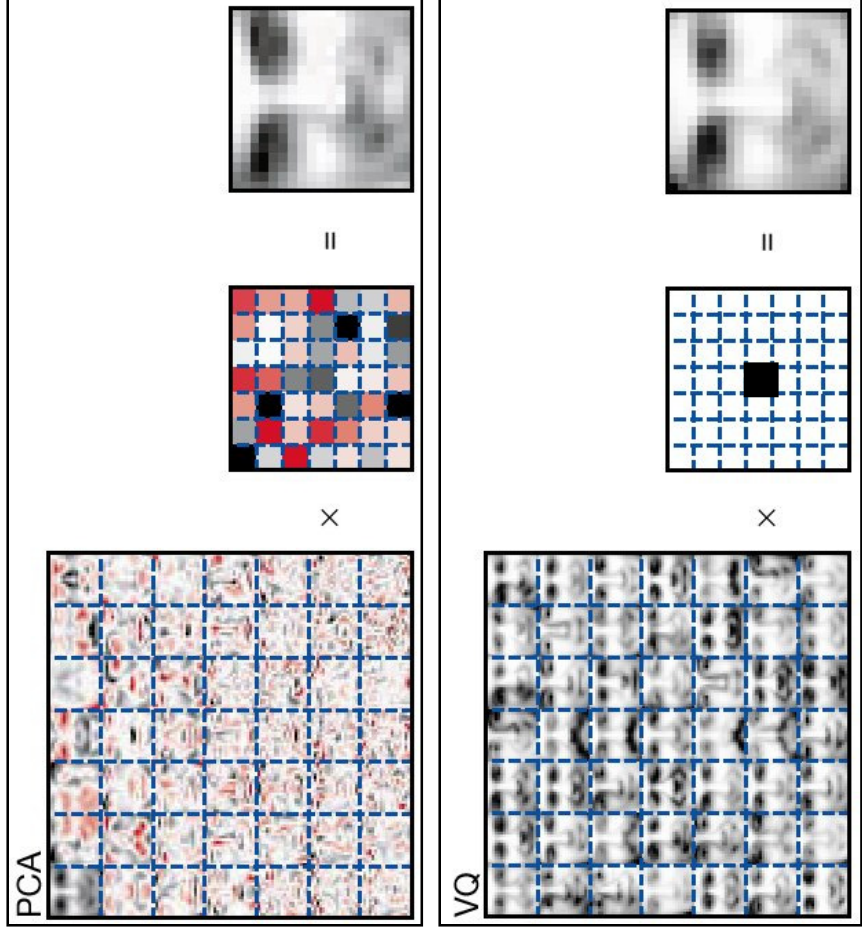 PCA
×
=
VQ
×
=